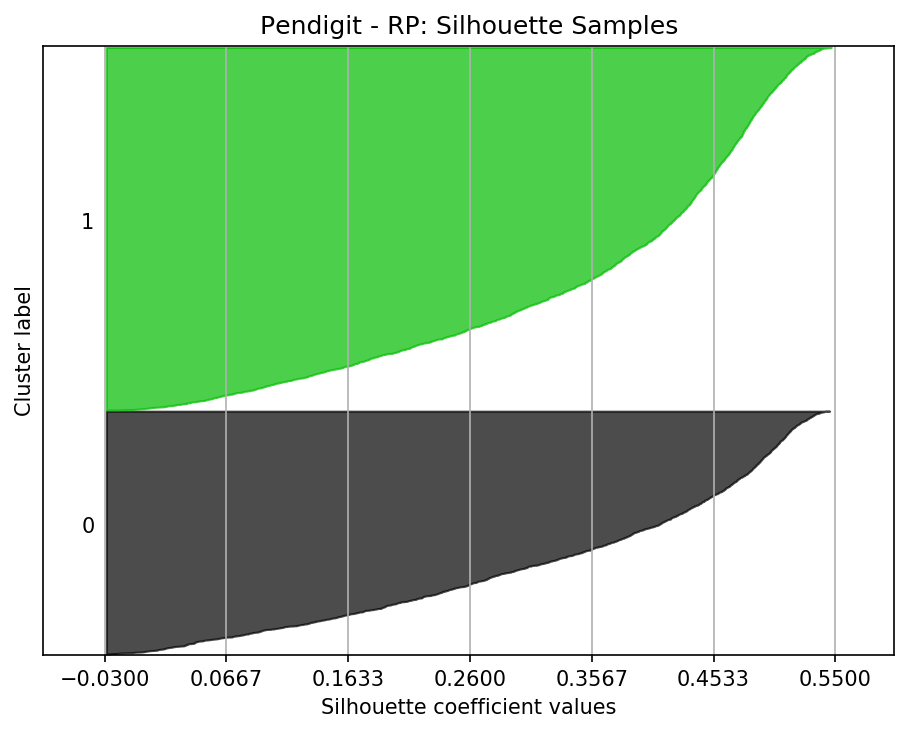 Pendigit - RP: Silhouette Samples
1
Cluster label
0
−0.0300 0.0667 0.1633 0.2600 0.3567 0.4533 0.5500
Silhouette coefficient values